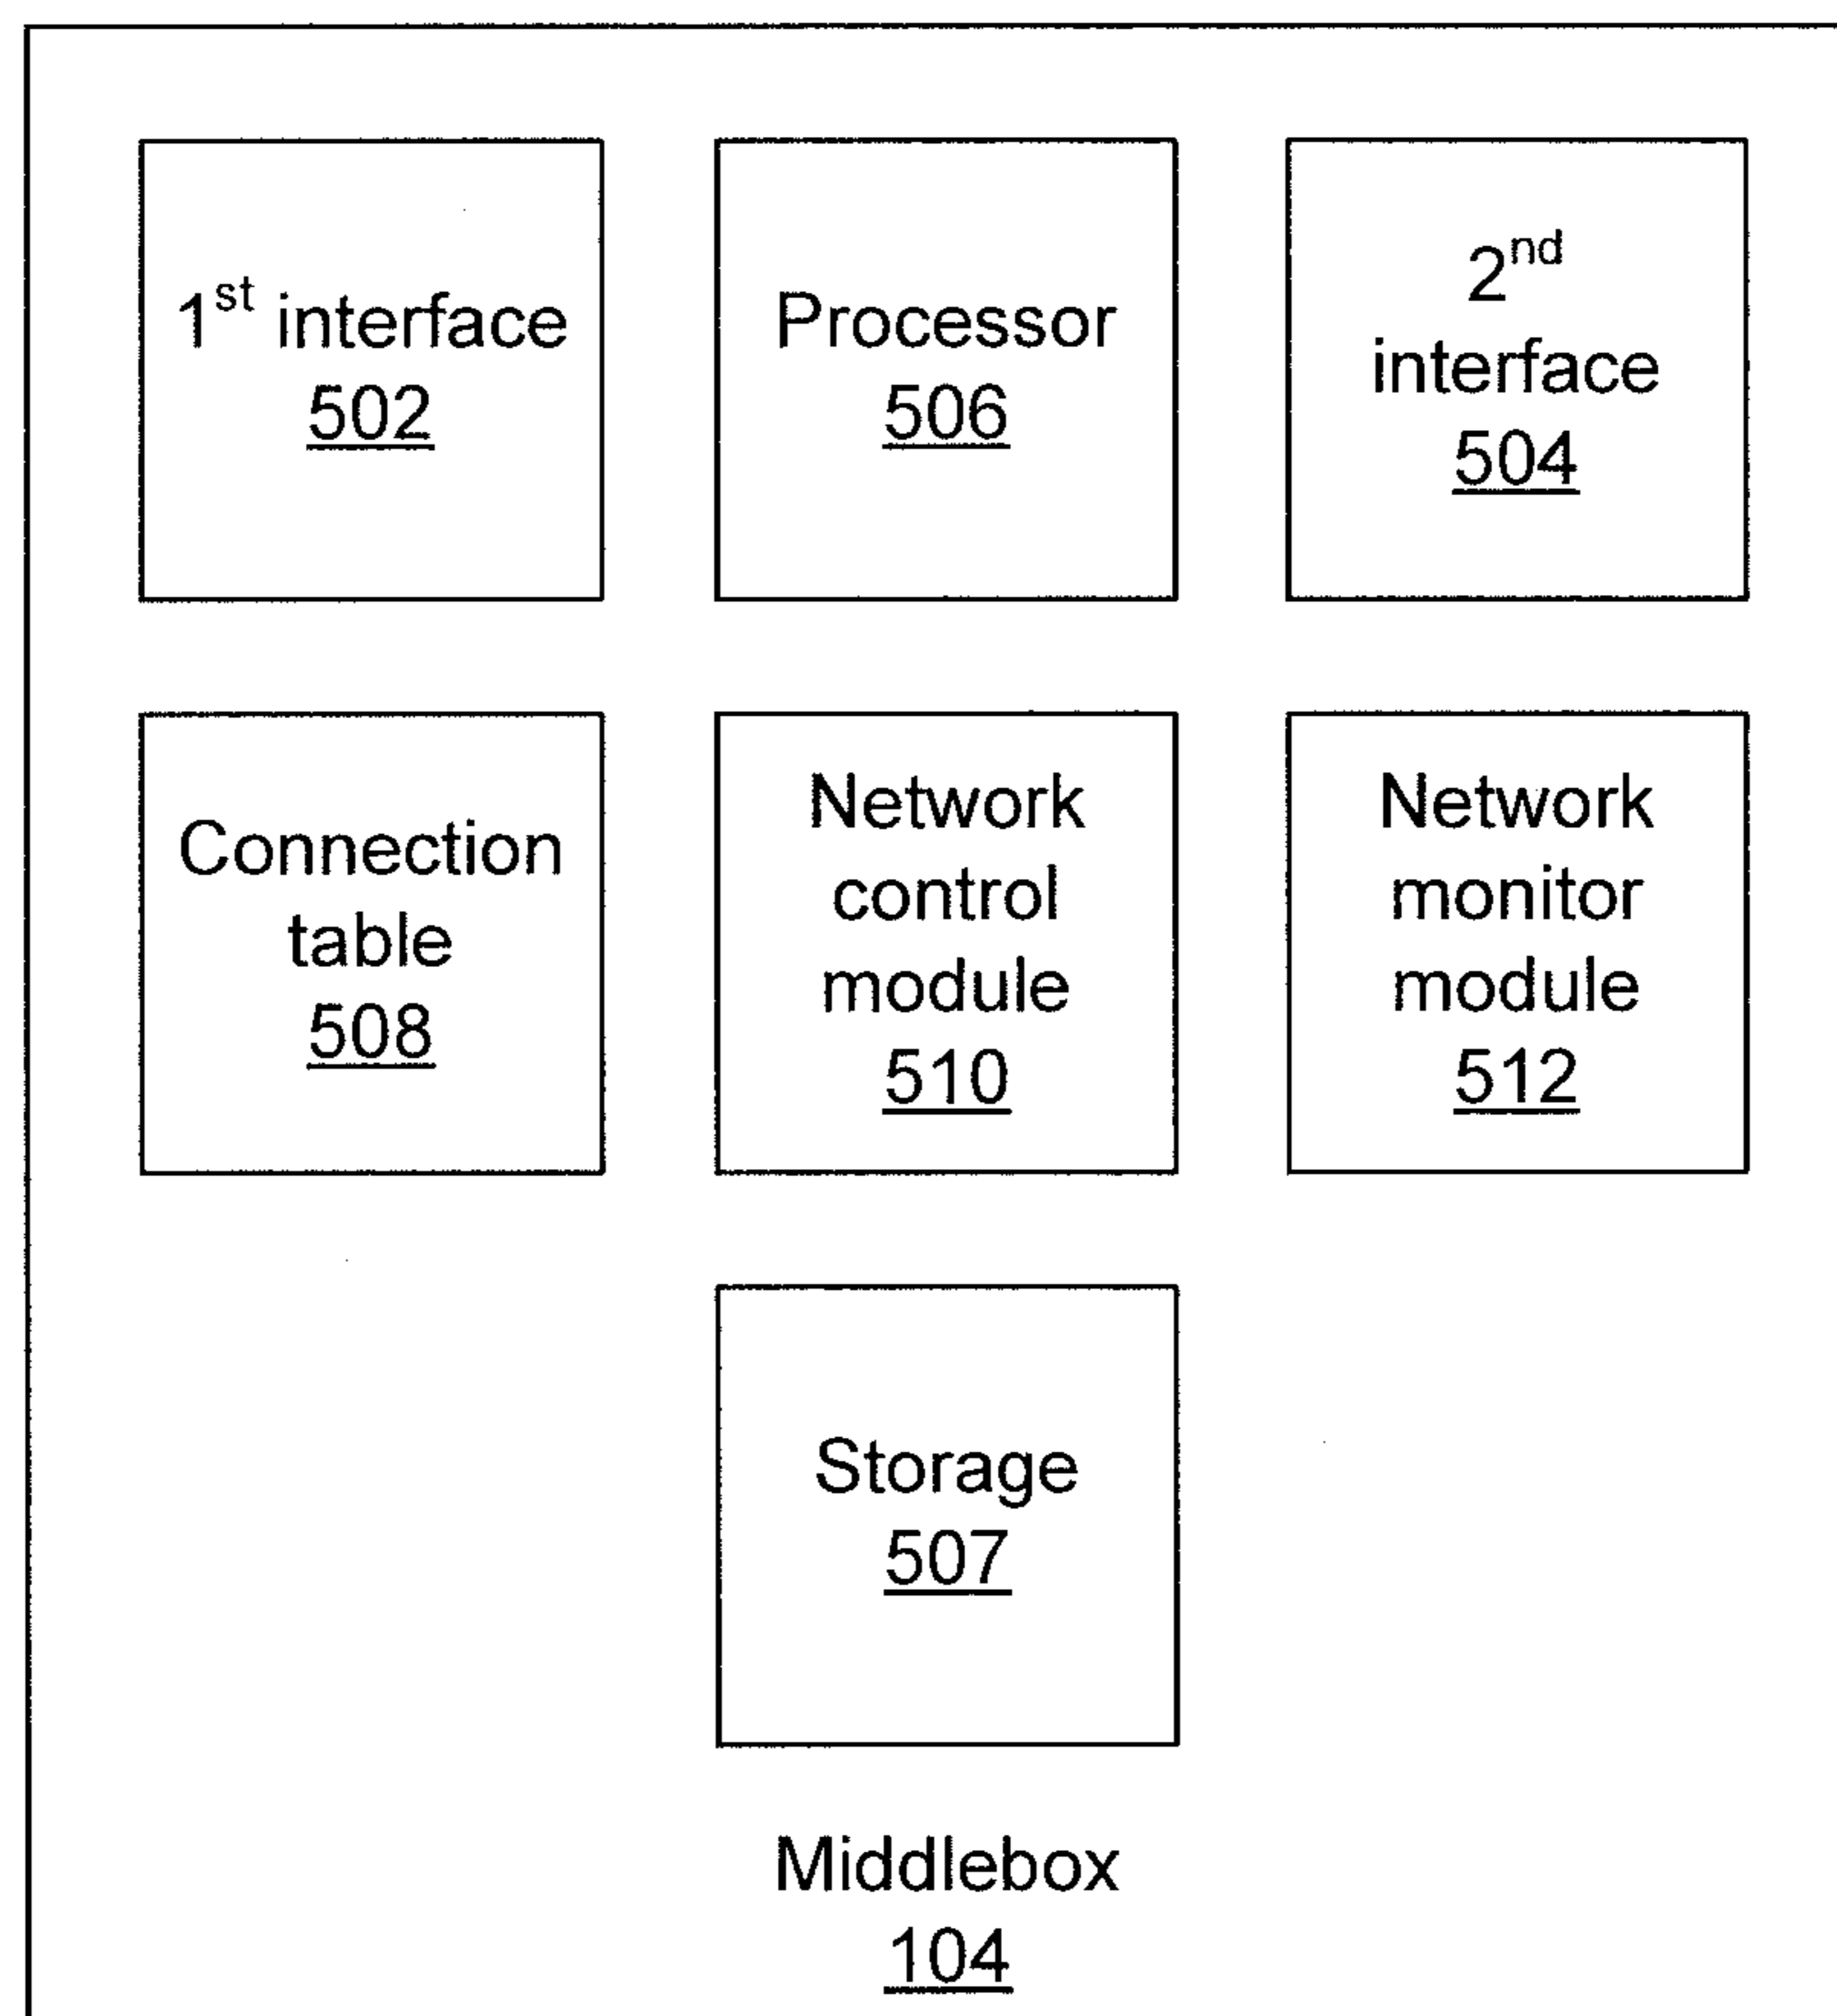 1st interface
502
Processor
506
2nd
interface
504
Connection
table
508
Network
control
module
510
Network
monitor
module
512
Storage
507
Middlebox
104